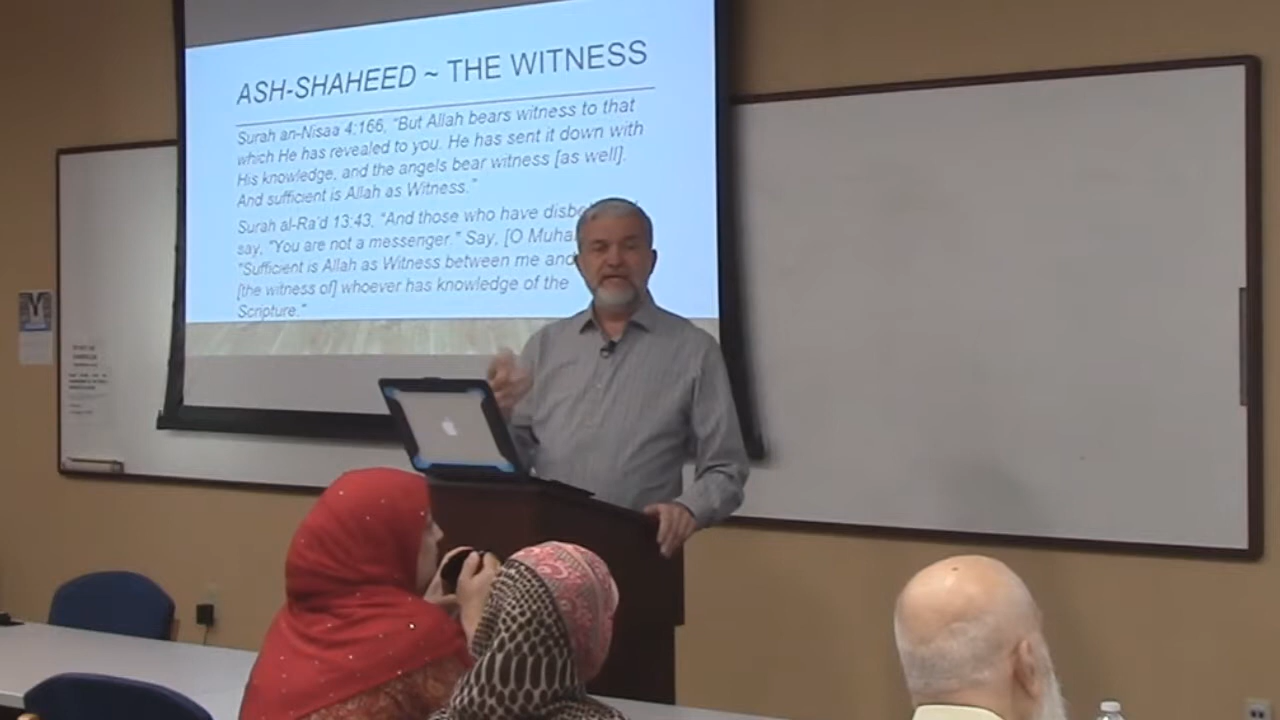 ASH-SHAHEED ~ THE WITNESS
Surah an-Nisaa 4:166, "But Allah bears witness to that
which He has revealed to you. He has sent it down with
His knowledge, and the angels bear witness [as well].
And sufficient is Allah as Witness."
Surah al-Ra'd 13:43, "And those who have
say, "You are not a messenger." Say, [O
"Sufficient is Allah as Witness between me and
[the witness of] whoever has knowledge of the
Scripture."